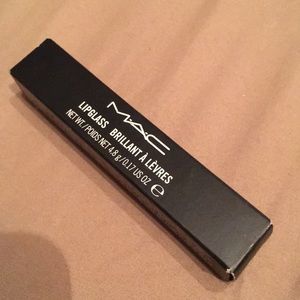 MAC
LIPGLASS BRILLANT À LÈVRES
NET WT./POIDS NET 4.8 g/0.17 US OZ ℮